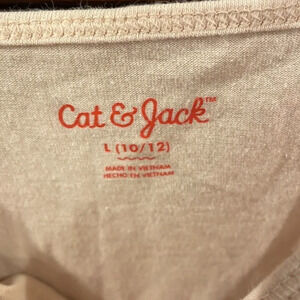 Cat & Jack™
L (10/12)
MADE IN VIETNAM
HECHO EN VIETNAM